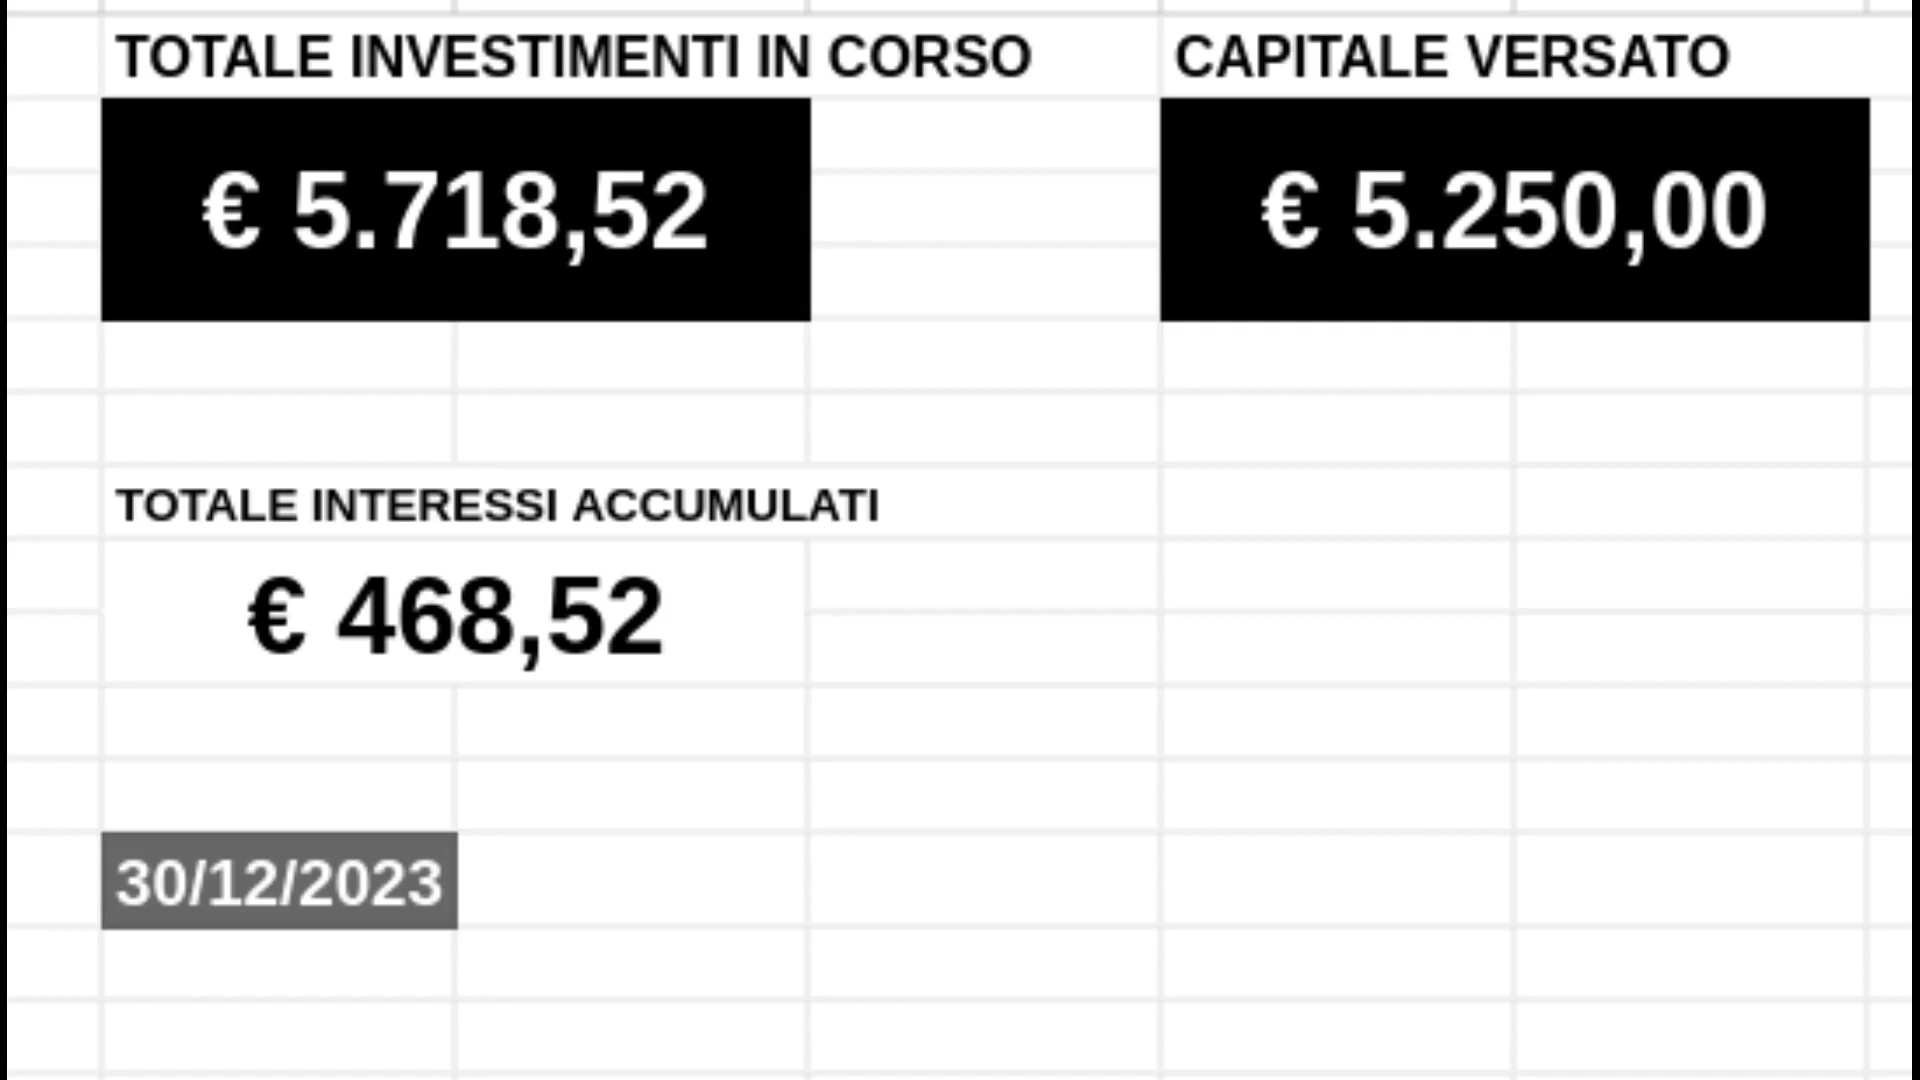 TOTALE INVESTIMENTI IN CORSO
CAPITALE VERSATO
€ 5.718,52
€ 5.250,00
TOTALE INTERESSI ACCUMULATI
€ 468,52
30/12/2023